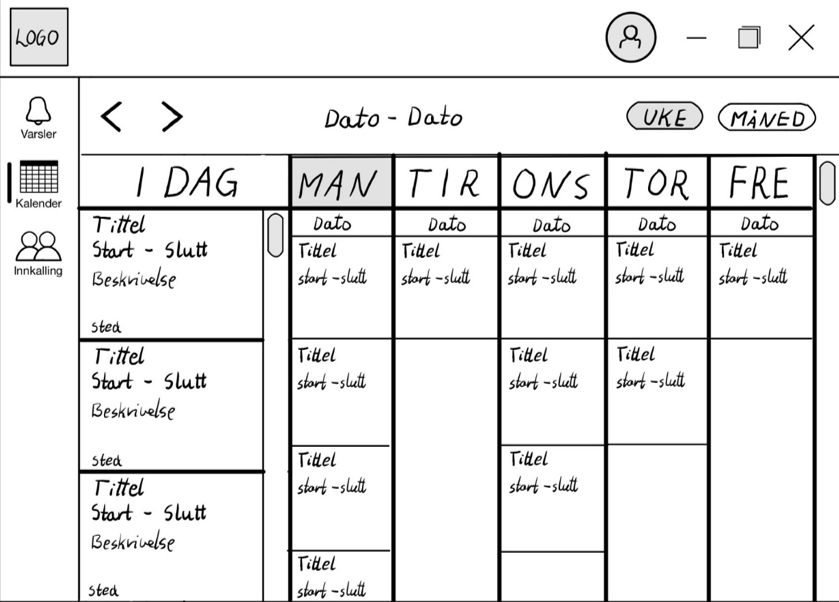 LOGO
Varsler
Kalender
Innkalling
< >
Dato - Dato
UKE
MÅNED
I DAG
Tittel
Start - Slutt
Beskrivelse
sted
Tittel
Start - Slutt
Beskrivelse
sted
Tittel
Start - Slutt
Beskrivelse
sted
MAN TIR ONS TOR FRE
Dato Dato Dato Dato Dato
Tittel Tittel Tittel Tittel Tittel
start - slutt start - slutt start - slutt start - slutt start - slutt
Tittel Tittel Tittel
start - slutt start - slutt start - slutt
Tittel Tittel
start - slutt start - slutt
Tittel
start - slutt